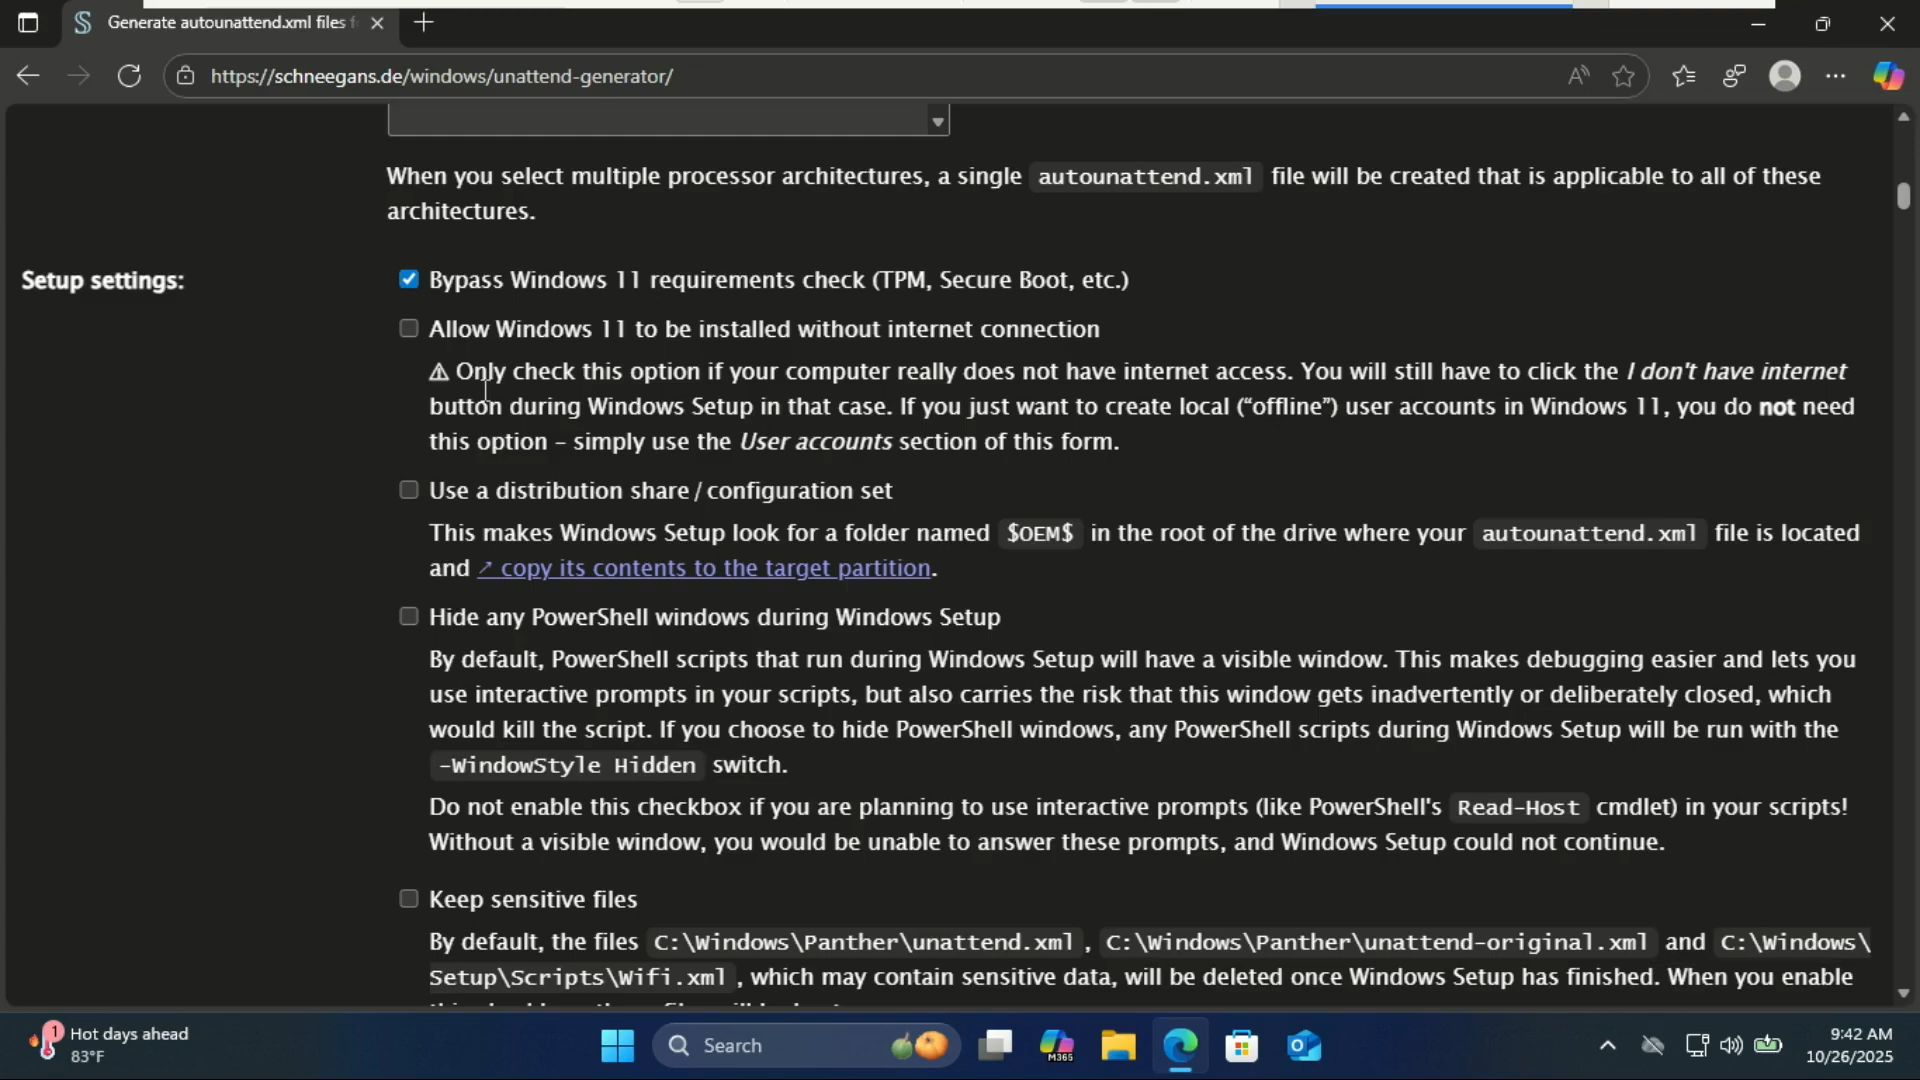 Generate autounattend.xml files f
https://schneegans.de/windows/unattend-generator/
When you select multiple processor architectures, a single autounattend.xml file will be created that is applicable to all of these
architectures.
Setup settings:
Bypass Windows 11 requirements check (TPM, Secure Boot, etc.)
Allow Windows 11 to be installed without internet connection
⚠ Only check this option if your computer really does not have internet access. You will still have to click the I don't have internet
button during Windows Setup in that case. If you just want to create local (“offline”) user accounts in Windows 11, you do not need
this option – simply use the User accounts section of this form.
Use a distribution share / configuration set
This makes Windows Setup look for a folder named $OEM$ in the root of the drive where your autounattend.xml file is located
and ↗ copy its contents to the target partition.
Hide any PowerShell windows during Windows Setup
By default, PowerShell scripts that run during Windows Setup will have a visible window. This makes debugging easier and lets you
use interactive prompts in your scripts, but also carries the risk that this window gets inadvertently or deliberately closed, which
would kill the script. If you choose to hide PowerShell windows, any PowerShell scripts during Windows Setup will be run with the
-WindowStyle Hidden switch.
Do not enable this checkbox if you are planning to use interactive prompts (like PowerShell's Read-Host cmdlet) in your scripts!
Without a visible window, you would be unable to answer these prompts, and Windows Setup could not continue.
Keep sensitive files
By default, the files C:\Windows\Panther\unattend.xml, C:\Windows\Panther\unattend-original.xml and C:\Windows\
Setup\Scripts\Wifi.xml, which may contain sensitive data, will be deleted once Windows Setup has finished. When you enable
1
Hot days ahead
83°F
Search
M365
9:42 AM
10/26/2025